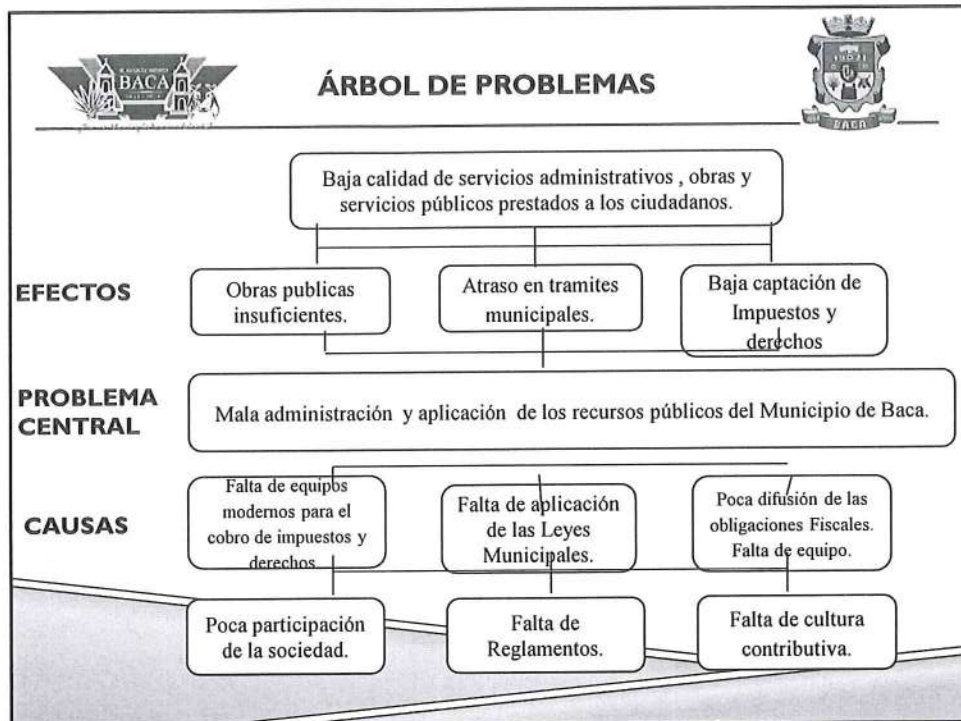 BACA
ÁRBOL DE PROBLEMAS
BACA
Baja calidad de servicios administrativos , obras y
servicios públicos prestados a los ciudadanos.
EFECTOS
Obras publicas
insuficientes.
Atraso en tramites
municipales.
Baja captación de
Impuestos y
derechos
PROBLEMA
CENTRAL
Mala administración y aplicación de los recursos públicos del Municipio de Baca.
CAUSAS
Falta de equipos
modernos para el
cobro de impuestos y
derechos
Falta de aplicación
de las Leyes
Municipales.
Poca difusión de las
obligaciones Fiscales.
Falta de equipo.
Poca participación
de la sociedad.
Falta de
Reglamentos.
Falta de cultura
contributiva.